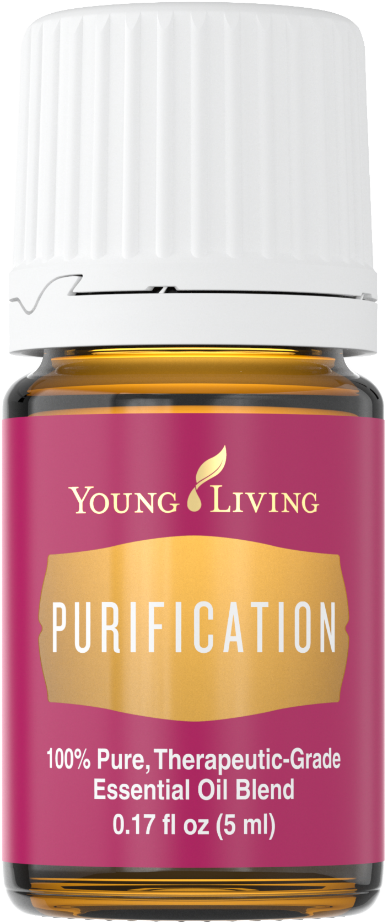 YOUNG LIVING
PURIFICATION
100% Pure, Therapeutic-Grade
Essential Oil Blend
0.17 fl oz (5 ml)